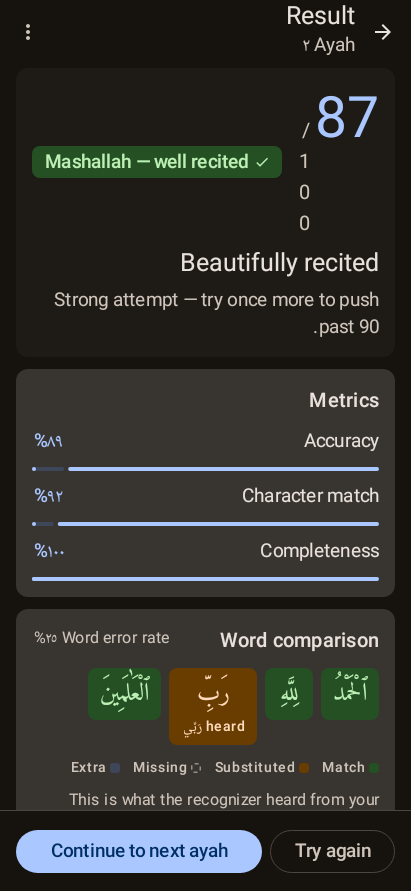 Result
Ayah ٢
87 /
1
0
0
Mashallah — well recited
Beautifully recited
Strong attempt — try once more to push
past 90.
Metrics
Accuracy
%٨٩
Character match
%٩٢
Completeness
%١٠٠
Word comparison
Word error rate %٢٥
ٱلْحَمْدُ لِلَّهِ رَبِّ ٱلْعَٰلَمِينَ
heard رَبِّي
Match Substituted Missing Extra
This is what the recognizer heard from your
Try again
Continue to next ayah